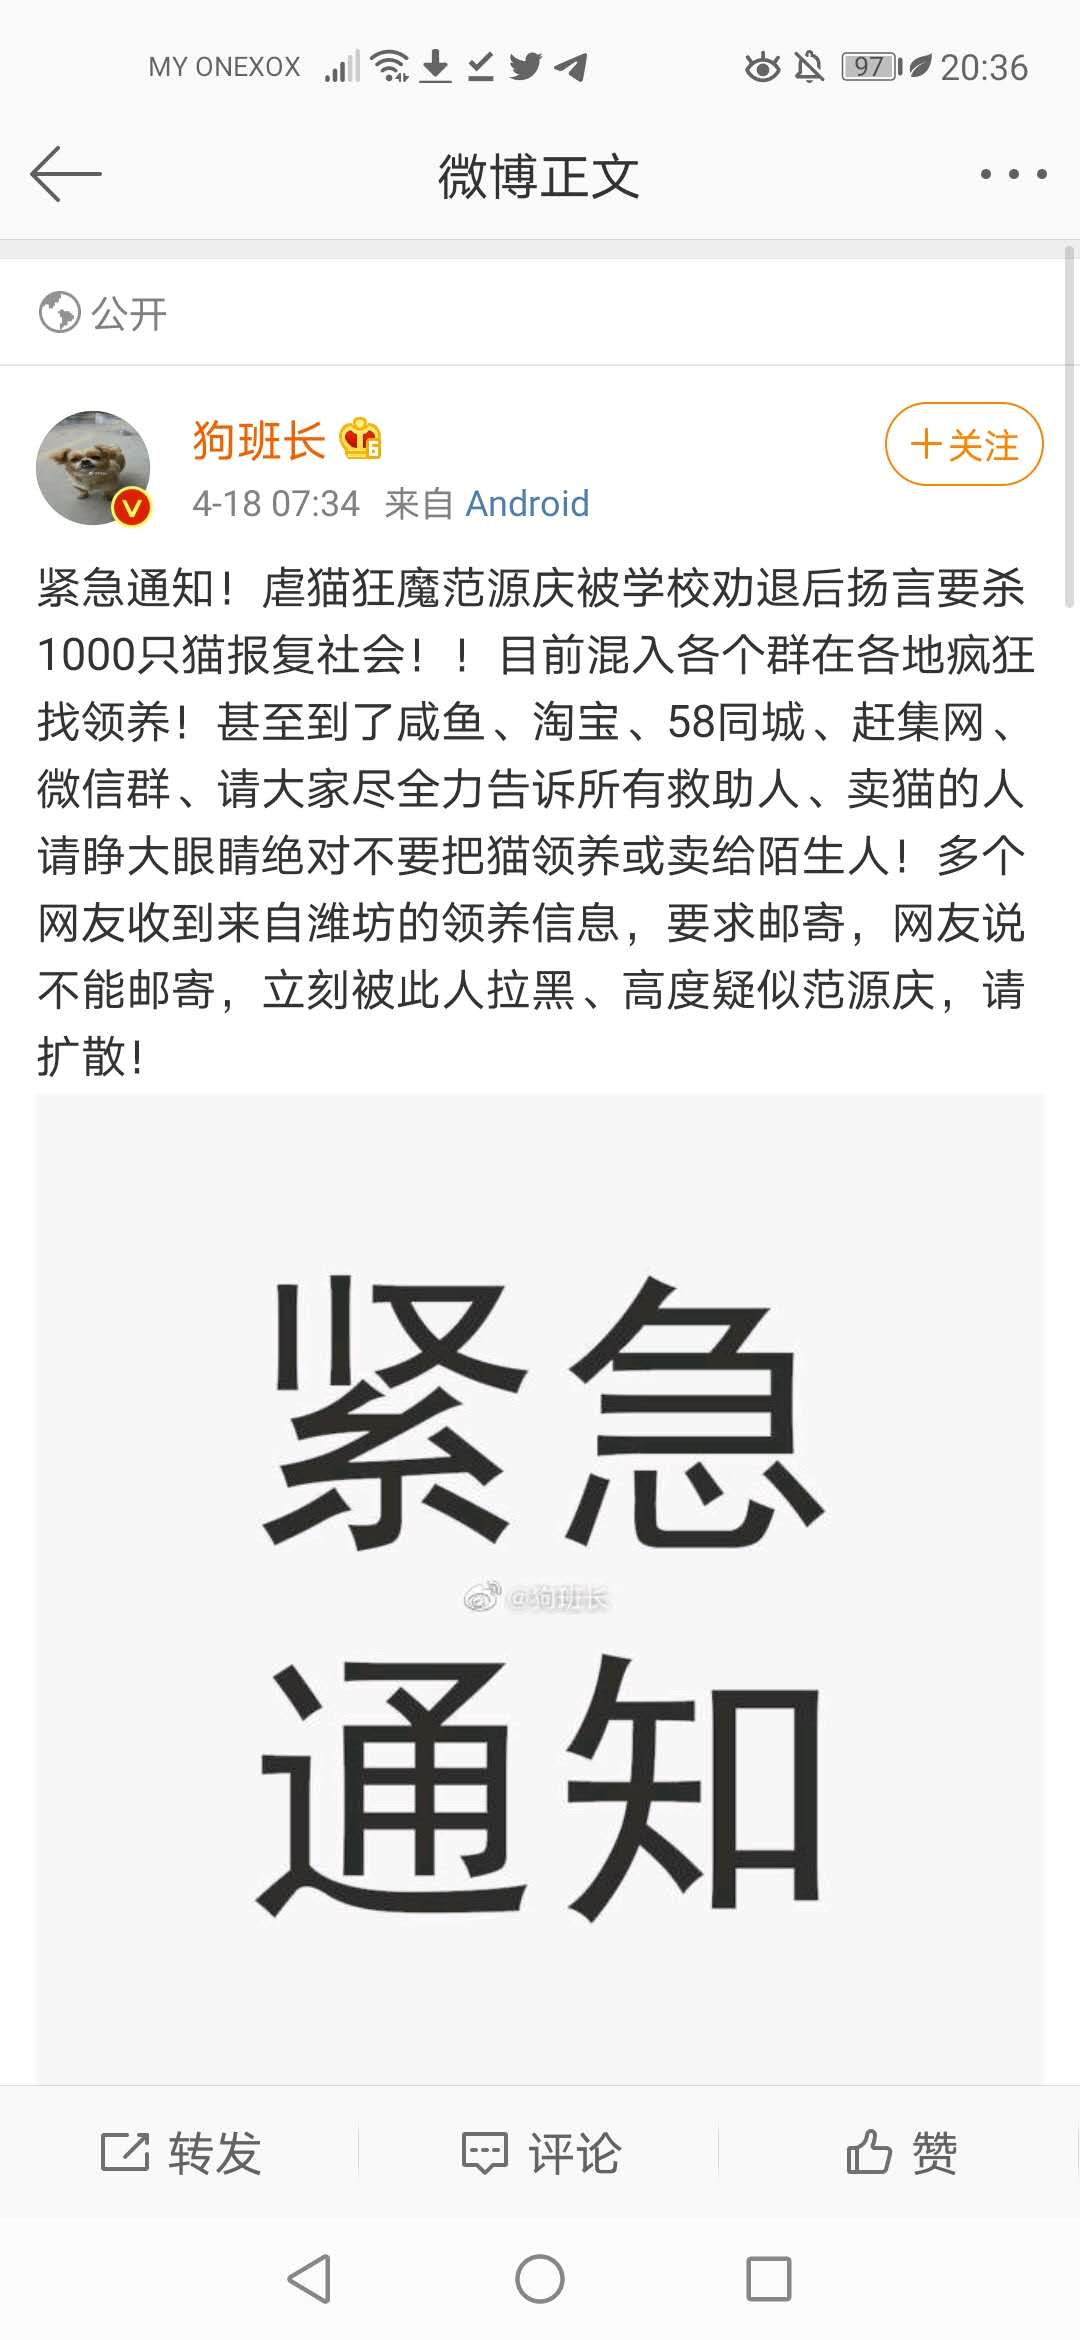 MY ONEXOX 97 20:36
微博正文
公开
狗班长 6
+关注
4-18 07:34 来自 Android
紧急通知！虐猫狂魔范源庆被学校劝退后扬言要杀
1000只猫报复社会！！目前混入各个群在各地疯狂
找领养！甚至到了咸鱼、淘宝、58同城、赶集网、
微信群、请大家尽全力告诉所有救助人、卖猫的人
请睁大眼睛绝对不要把猫领养或卖给陌生人！多个
网友收到来自潍坊的领养信息，要求邮寄，网友说
不能邮寄，立刻被此人拉黑、高度疑似范源庆，请
扩散！
紧急
@狗班长
通知
转发 评论 赞